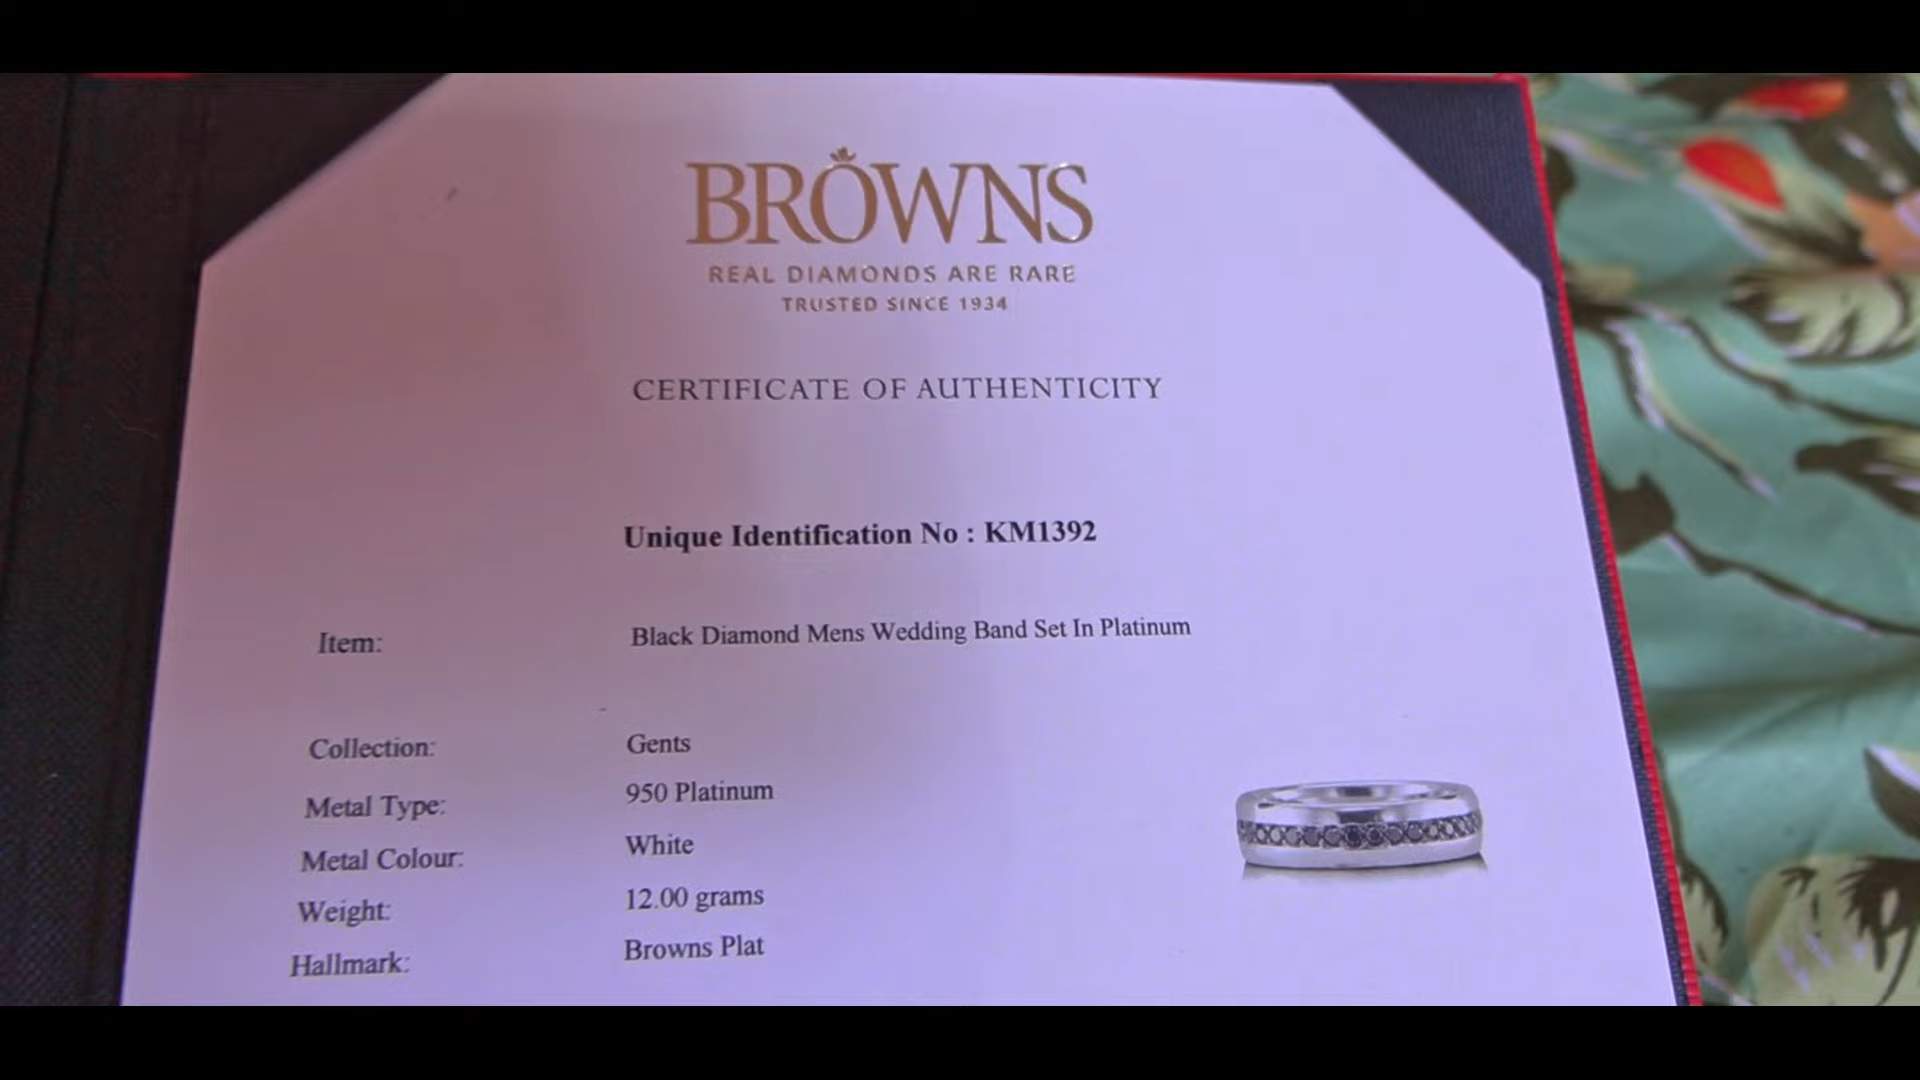 BROWNS
REAL DIAMONDS ARE RARE
TRUSTED SINCE 1934
CERTIFICATE OF AUTHENTICITY
Unique Identification No : KM1392
Item: Black Diamond Mens Wedding Band Set In Platinum
Collection: Gents
Metal Type: 950 Platinum
Metal Colour: White
Weight: 12.00 grams
Hallmark: Browns Plat